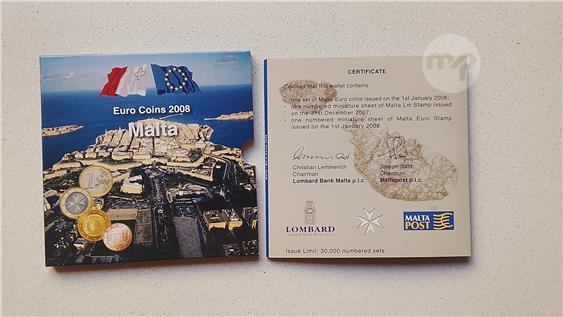 Euro Coins 2008
Malta
CERTIFICATE
Certified that this wallet contains:
- one set of Malta Euro coins issued on the 1st January 2008;
- one numbered miniature sheet of Malta Lm Stamp issued
on the 31st December 2007;
- one numbered miniature sheet of Malta Euro Stamp
issued on the 1st January 2008.
Christian Lemmerich
Chairman
Lombard Bank Malta p.l.c.
Joseph Said
Chairman
Maltapost p.l.c.
LOMBARD
MALTA
POST
Issue Limit: 30,000 numbered sets